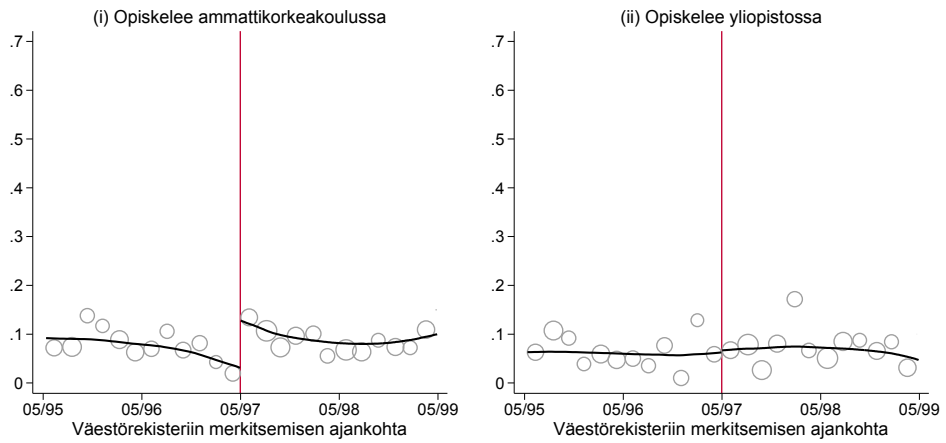 (i) Opiskelee ammattikorkeakoulussa
.7
.6
.5
.4
.3
.2
.1
0
05/95 05/96 05/97 05/98 05/99
Väestörekisteriin merkitsemisen ajankohta
(ii) Opiskelee yliopistossa
.7
.6
.5
.4
.3
.2
.1
0
05/95 05/96 05/97 05/98 05/99
Väestörekisteriin merkitsemisen ajankohta